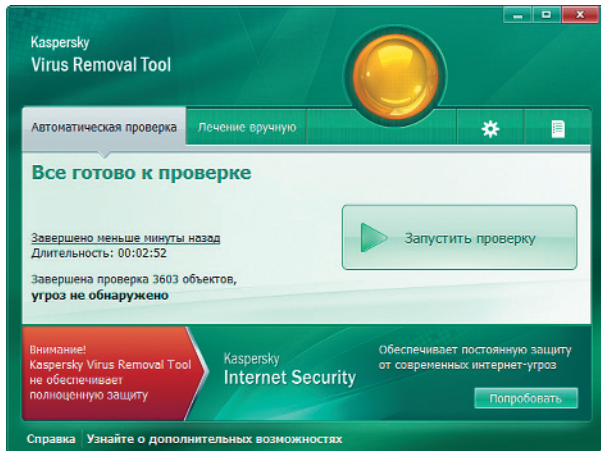 Kaspersky
Virus Removal Tool
Автоматическая проверка
Лечение вручную
Все готово к проверке
Завершено меньше минуты назад
Длительность: 00:02:52
Завершена проверка 3603 объектов,
угроз не обнаружено
Запустить проверку
Внимание!
Kaspersky Virus Removal Tool
не обеспечивает
полноценную защиту
Kaspersky
Internet Security
Обеспечивает постоянную защиту
от современных интернет-угроз
Попробовать
Справка
Узнайте о дополнительных возможностях